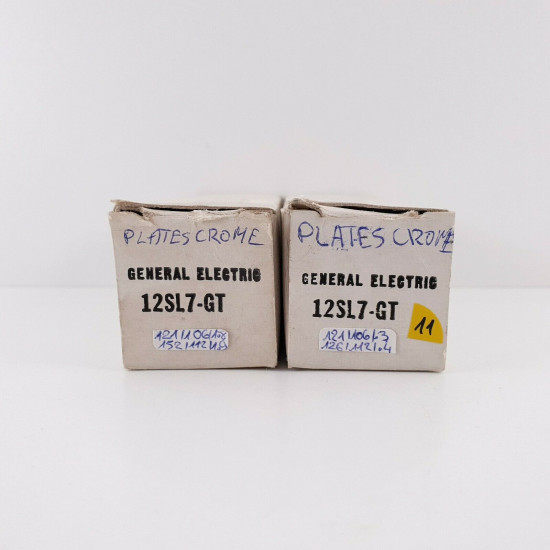 PLATES CROME
GENERAL ELECTRIC
12SL7-GT
PLATES CROME
GENERAL ELECTRIC
12SL7-GT
11